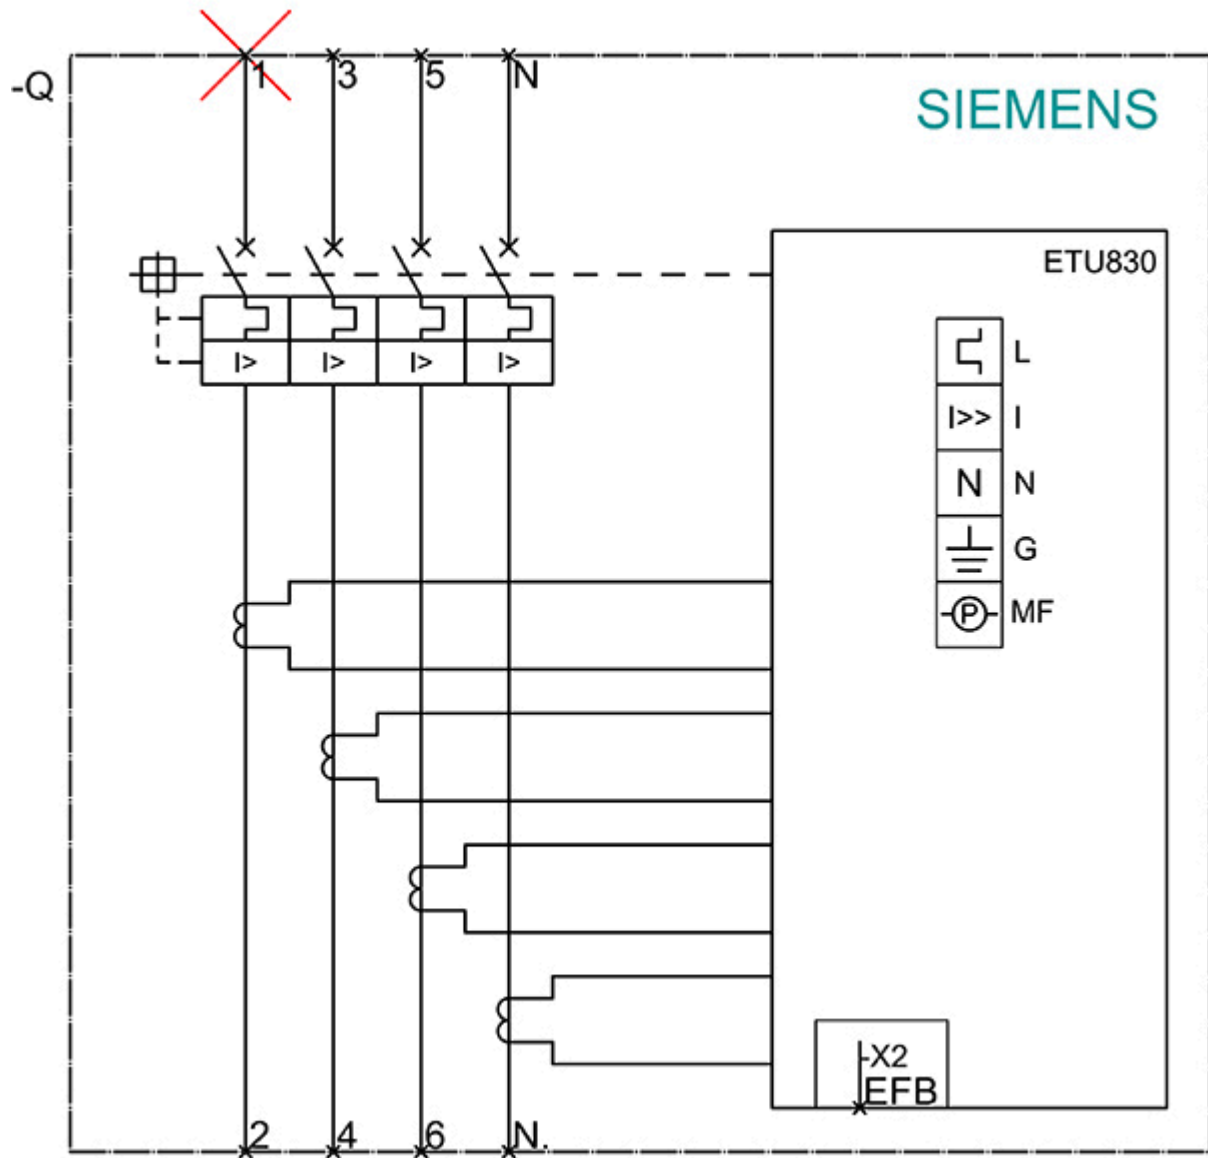 1 3 5 N
-Q
SIEMENS
ETU830
L
I> I> I> I>
I>> I
N N
G
P MF
-X2
EFB
2 4 6 N.